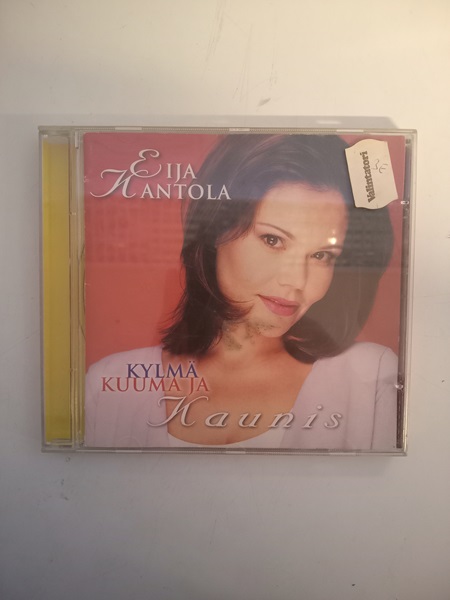 EIJA
KANTOLA
Valintatori
KYLMÄ
KUUMA JA
Kaunis